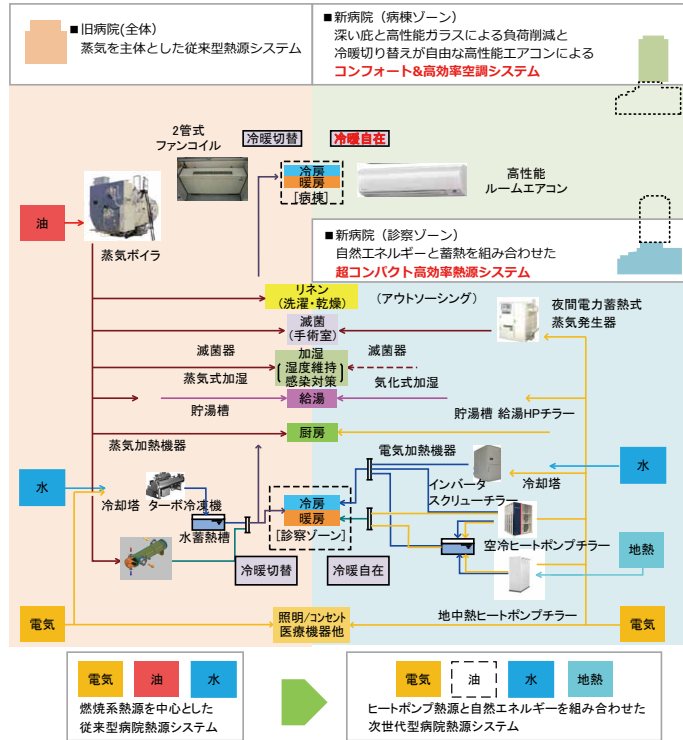 ■旧病院（全体）
蒸気を主体とした従来型熱源システム
■新病院（病棟ゾーン）
深い庇と高性能ガラスによる負荷削減と
冷暖切り替えが自由な高性能エアコンによる
コンフォート&高効率空調システム
2管式
ファンコイル
冷暖切替
冷暖自在
冷房
暖房
[病棟]
高性能
ルームエアコン
油
蒸気ボイラ
■新病院（診察ゾーン）
自然エネルギーと蓄熱を組み合わせた
超コンパクト高効率熱源システム
リネン
(洗濯・乾燥)
(アウトソーシング)
夜間電力蓄熱式
蒸気発生器
滅菌
(手術室)
滅菌器
加湿
湿度維持
感染対策
滅菌器
蒸気式加湿
気化式加湿
給湯
貯湯槽
貯湯槽 給湯HPチラー
厨房
蒸気加熱機器
電気加熱機器
水
冷却塔 ターボ冷凍機
水蓄熱槽
冷房
暖房
[診察ゾーン]
インバータ
スクリューチラー
冷却塔
水
空冷ヒートポンプチラー
地熱
冷暖切替
冷暖自在
地中熱ヒートポンプチラー
電気
照明/コンセント
医療機器他
電気
電気
油
水
燃焼系熱源を中心とした
従来型病院熱源システム
電気
油
水
地熱
ヒートポンプ熱源と自然エネルギーを組み合わせた
次世代型病院熱源システム